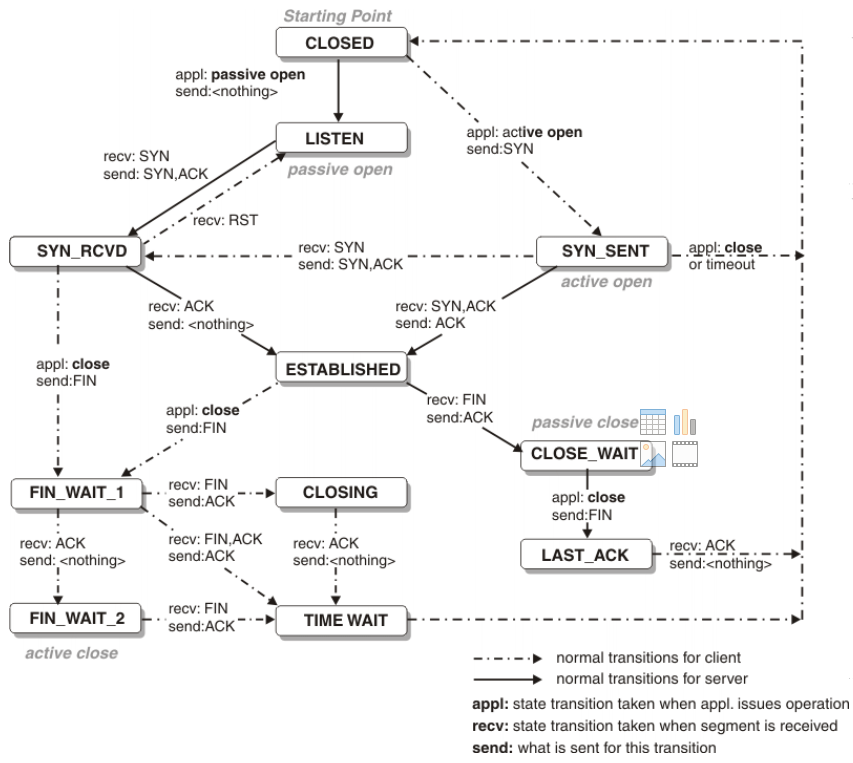 Starting Point
CLOSED
appl: passive open
send:<nothing>
LISTEN
passive open
appl: active open
send:SYN
recv: SYN
send: SYN,ACK
recv: RST
SYN_RCVD
recv: SYN
send: SYN,ACK
SYN_SENT
active open
appl: close
or timeout
recv: ACK
send: <nothing>
recv: SYN,ACK
send: ACK
appl: close
send:FIN
ESTABLISHED
appl: close
send:FIN
recv: FIN
send:ACK
passive close
CLOSE_WAIT
FIN_WAIT_1
recv: FIN
send:ACK
CLOSING
appl: close
send:FIN
recv: ACK
send: <nothing>
recv: FIN,ACK
send:ACK
recv: ACK
send:<nothing>
LAST_ACK
recv: ACK
send:<nothing>
FIN_WAIT_2
recv: FIN
send:ACK
TIME WAIT
active close
normal transitions for client
normal transitions for server
appl: state transition taken when appl. issues operation
recv: state transition taken when segment is received
send: what is sent for this transition